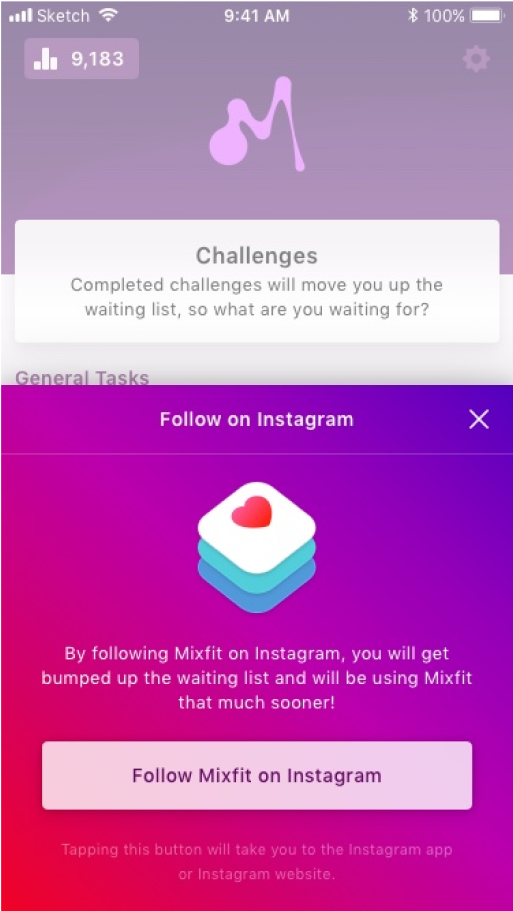 Sketch 9:41 AM 100%
9,183
Challenges
Completed challenges will move you up the
waiting list, so what are you waiting for?
General Tasks
Follow on Instagram
By following Mixfit on Instagram, you will get
bumped up the waiting list and will be using Mixfit
that much sooner!
Follow Mixfit on Instagram
Tapping this button will take you to the Instagram app
or Instagram website.